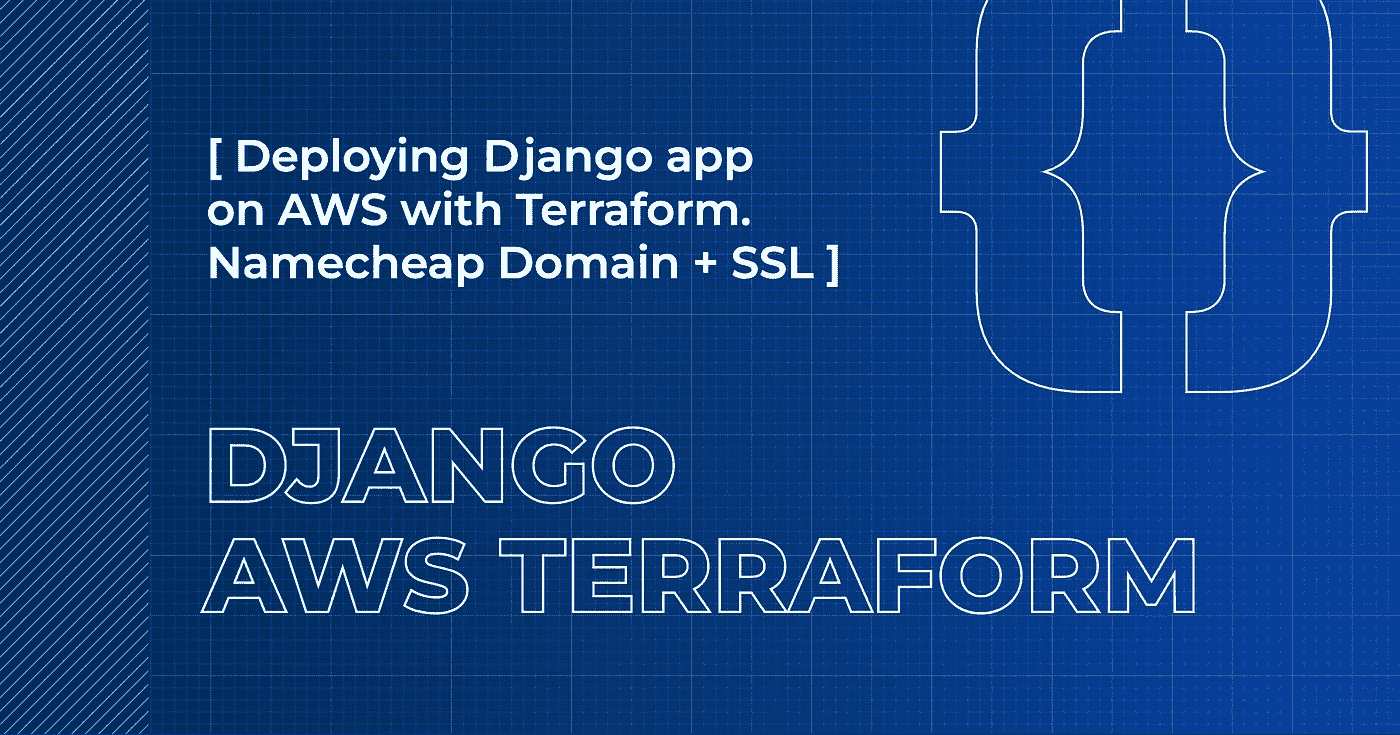 [ Deploying Django app
on AWS with Terraform.
Namecheap Domain + SSL ]
DJANGO
AWS TERRAFORM